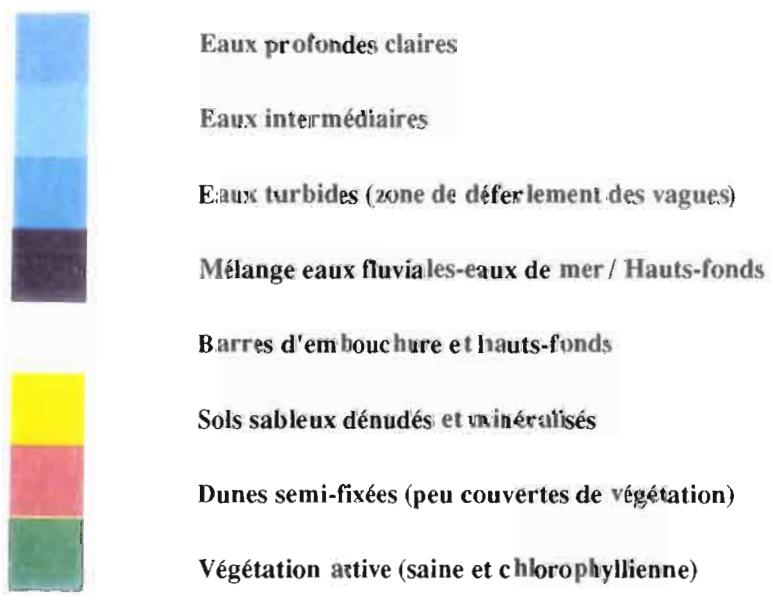 Eaux profondes claires
Eaux intermédiaires
Eaux turbides (zone de déferlement des vagues)
Mélange eaux fluviales-eaux de mer / Hauts-fonds
Barres d'embouchure et hauts-fonds
Sols sableux dénudés et minéralisés
Dunes semi-fixées (peu couvertes de végétation)
Végétation active (saine et chlorophyllienne)